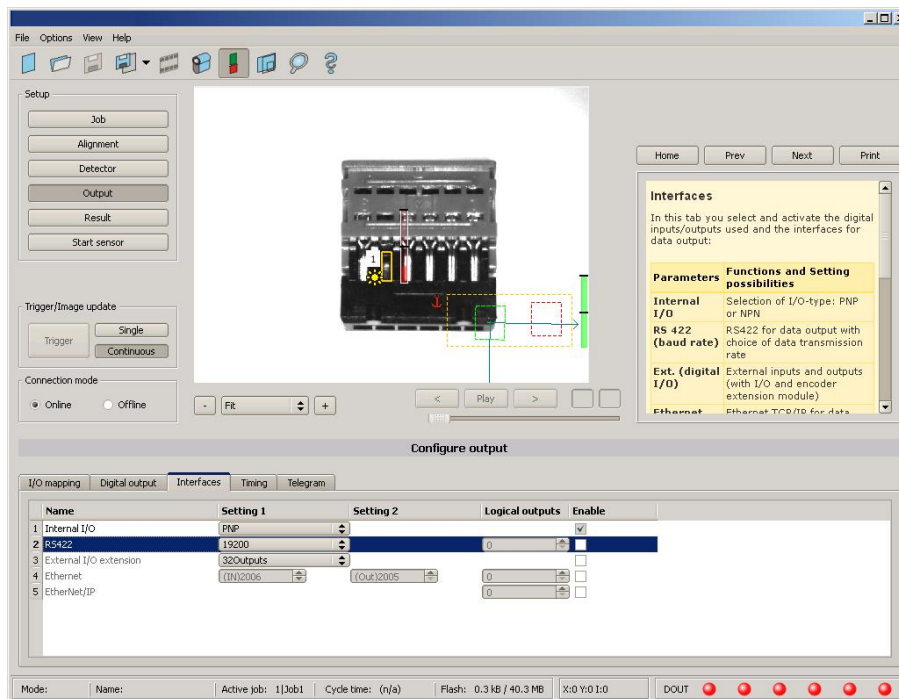 File Options View Help
Setup
Job
Alignment
Detector
Output
Result
Start sensor
Trigger/Image update
Trigger
Single
Continuous
Connection mode
Online Offline
1
- Fit +
< Play >
Home Prev Next Print
Interfaces
In this tab you select and activate the digital
inputs/outputs used and the interfaces for
data output:
Parameters Functions and Setting
possibilities
Internal Selection of I/O-type: PNP
I/O or NPN
RS 422 RS422 for data output with
(baud rate) choice of data transmission
rate
Ext. (digital External inputs and outputs
I/O) (with I/O and encoder
extension module)
Ethernet Ethernet TCP/IP for data
Configure output
I/O mapping Digital output Interfaces Timing Telegram
Name Setting 1 Setting 2 Logical outputs Enable
1 Internal I/O PNP
2 RS422 19200 0
3 External I/O extension 32Outputs
4 Ethernet (IN)2006 (Out)2005 0
5 EtherNet/IP 0
Mode: Name: Active job: 1|Job1 Cycle time: (n/a) Flash: 0.3 kB / 40.3 MB X:0 Y:0 I:0 DOUT